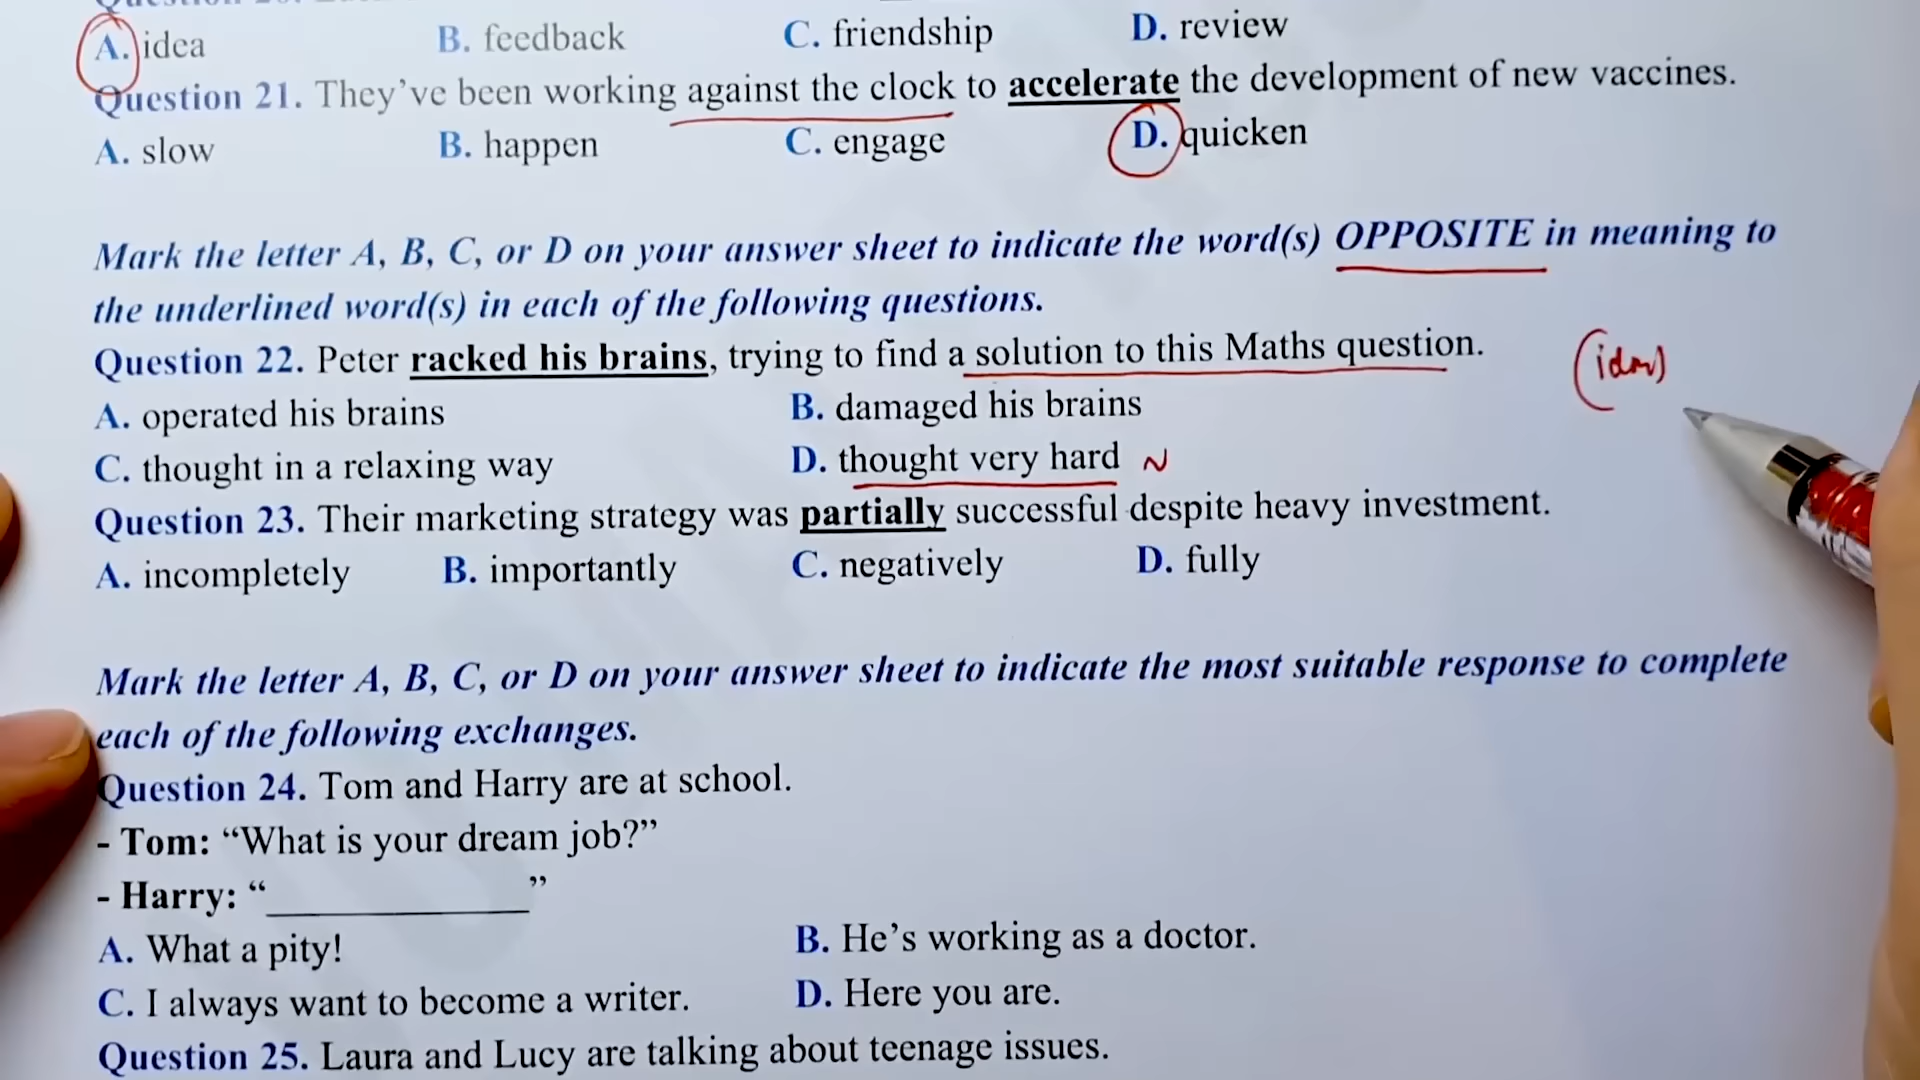 A. idea B. feedback C. friendship D. review
Question 21. They’ve been working against the clock to accelerate the development of new vaccines.
A. slow B. happen C. engage D. quicken
Mark the letter A, B, C, or D on your answer sheet to indicate the word(s) OPPOSITE in meaning to
the underlined word(s) in each of the following questions.
Question 22. Peter racked his brains, trying to find a solution to this Maths question.
(idm)
A. operated his brains B. damaged his brains
C. thought in a relaxing way D. thought very hard N
Question 23. Their marketing strategy was partially successful despite heavy investment.
A. incompletely B. importantly C. negatively D. fully
Mark the letter A, B, C, or D on your answer sheet to indicate the most suitable response to complete
each of the following exchanges.
Question 24. Tom and Harry are at school.
- Tom: “What is your dream job?”
- Harry: “_____________”
A. What a pity! B. He’s working as a doctor.
C. I always want to become a writer. D. Here you are.
Question 25. Laura and Lucy are talking about teenage issues.